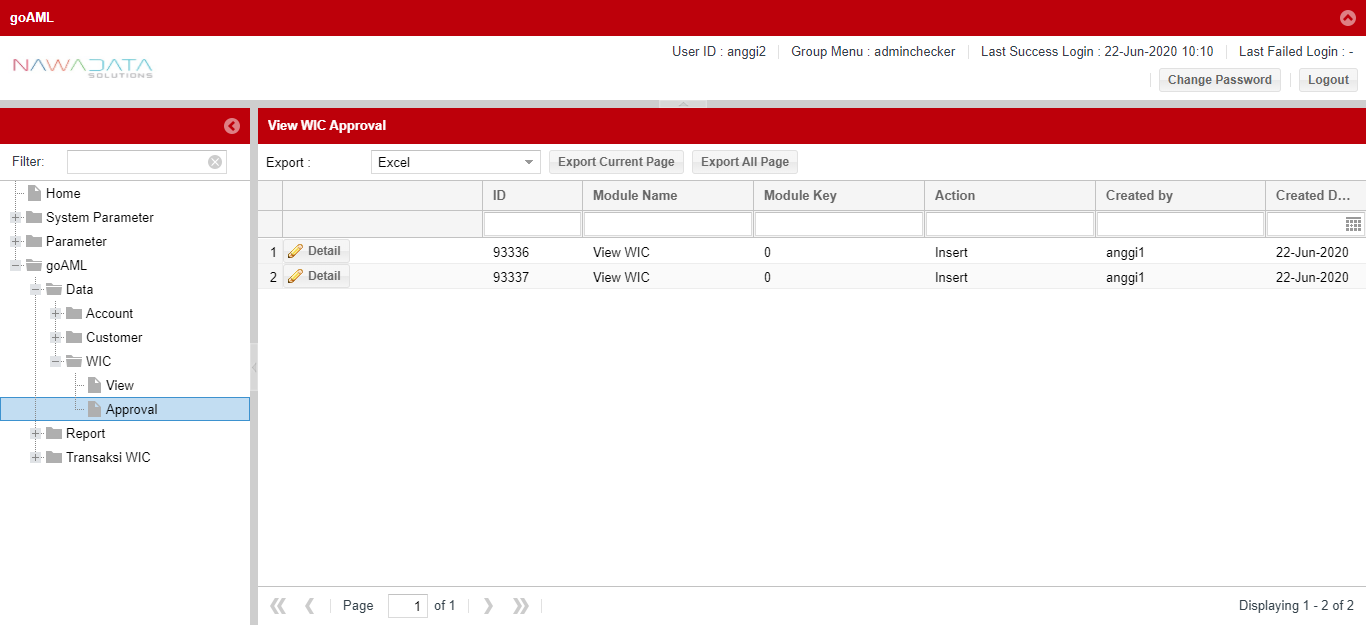 goAML
NAWADATA
SOLUTIONS
User ID : anggi2 Group Menu : adminchecker Last Success Login : 22-Jun-2020 10:10 Last Failed Login : -
Change Password Logout
View WIC Approval
Filter:
Export : Excel Export Current Page Export All Page
Home
System Parameter
Parameter
goAML
Data
Account
Customer
WIC
View
Approval
Report
Transaksi WIC
ID Module Name Module Key Action Created by Created D...
1 Detail 93336 View WIC 0 Insert anggi1 22-Jun-2020
2 Detail 93337 View WIC 0 Insert anggi1 22-Jun-2020
Page 1 of 1 Displaying 1 - 2 of 2